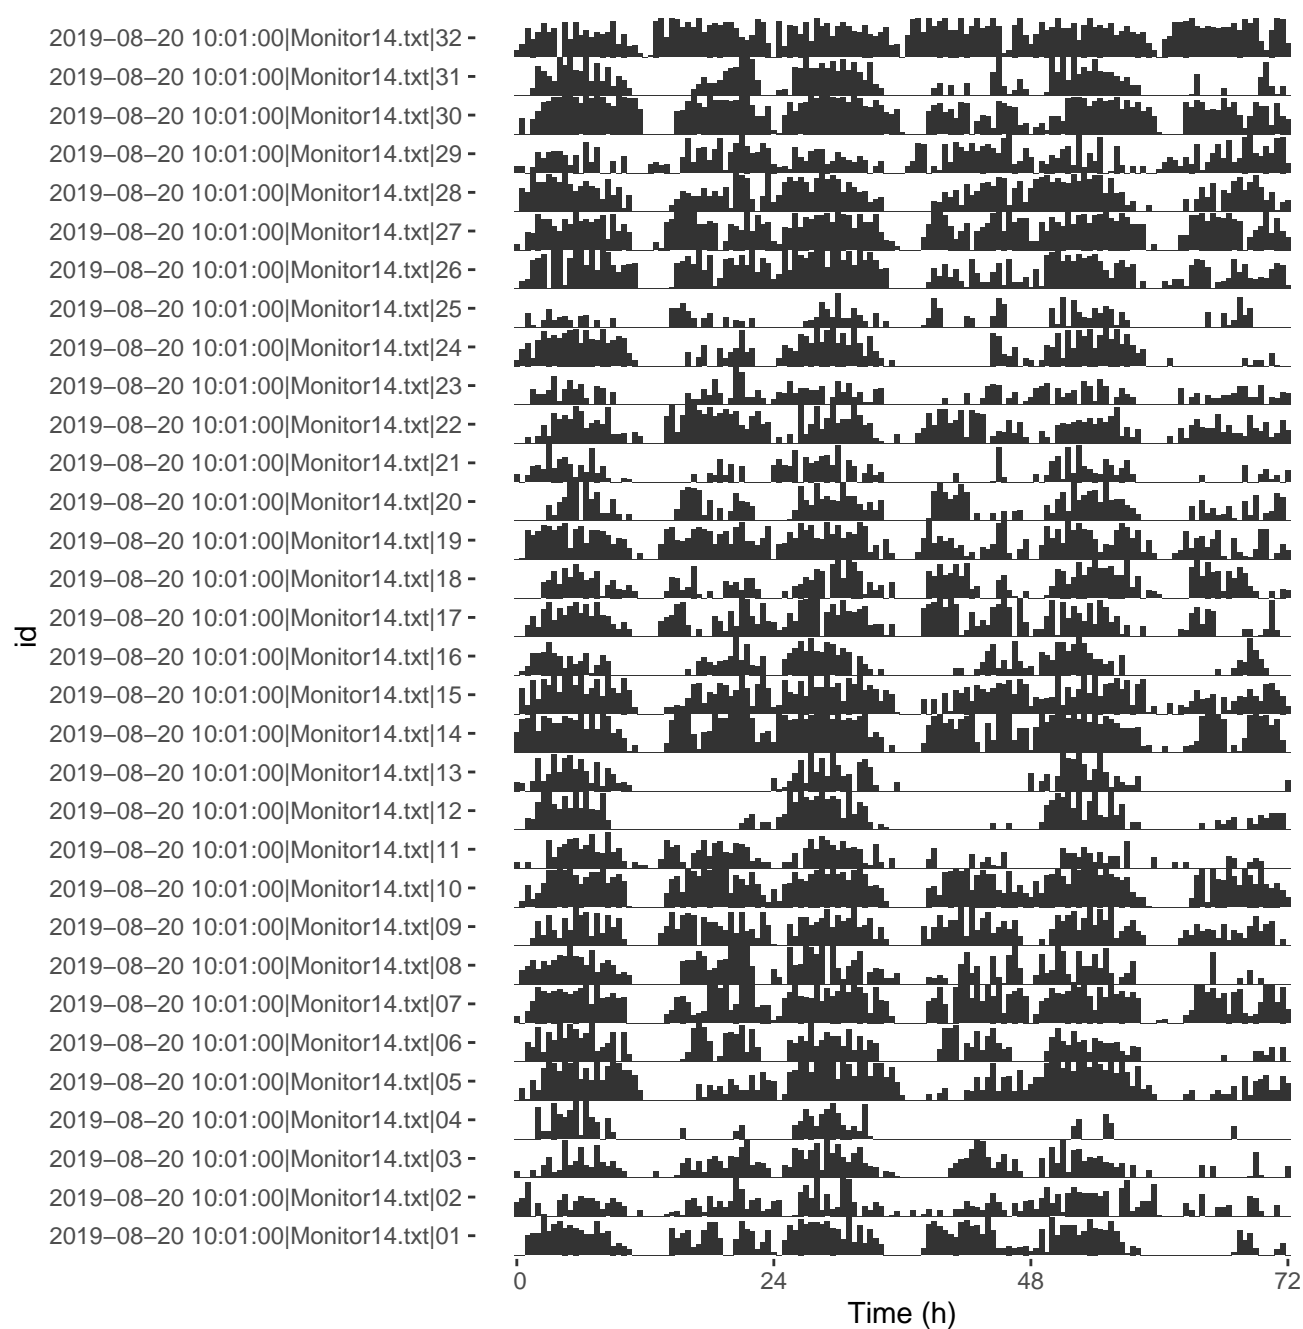 2019−08−20 10:01:00|Monitor14.txt|32
2019−08−20 10:01:00|Monitor14.txt|31
2019−08−20 10:01:00|Monitor14.txt|30
2019−08−20 10:01:00|Monitor14.txt|29
2019−08−20 10:01:00|Monitor14.txt|28
2019−08−20 10:01:00|Monitor14.txt|27
2019−08−20 10:01:00|Monitor14.txt|26
2019−08−20 10:01:00|Monitor14.txt|25
2019−08−20 10:01:00|Monitor14.txt|24
2019−08−20 10:01:00|Monitor14.txt|23
2019−08−20 10:01:00|Monitor14.txt|22
2019−08−20 10:01:00|Monitor14.txt|21
2019−08−20 10:01:00|Monitor14.txt|20
2019−08−20 10:01:00|Monitor14.txt|19
2019−08−20 10:01:00|Monitor14.txt|18
2019−08−20 10:01:00|Monitor14.txt|17
id
2019−08−20 10:01:00|Monitor14.txt|16
2019−08−20 10:01:00|Monitor14.txt|15
2019−08−20 10:01:00|Monitor14.txt|14
2019−08−20 10:01:00|Monitor14.txt|13
2019−08−20 10:01:00|Monitor14.txt|12
2019−08−20 10:01:00|Monitor14.txt|11
2019−08−20 10:01:00|Monitor14.txt|10
2019−08−20 10:01:00|Monitor14.txt|09
2019−08−20 10:01:00|Monitor14.txt|08
2019−08−20 10:01:00|Monitor14.txt|07
2019−08−20 10:01:00|Monitor14.txt|06
2019−08−20 10:01:00|Monitor14.txt|05
2019−08−20 10:01:00|Monitor14.txt|04
2019−08−20 10:01:00|Monitor14.txt|03
2019−08−20 10:01:00|Monitor14.txt|02
2019−08−20 10:01:00|Monitor14.txt|01
0 24 48 72
Time (h)